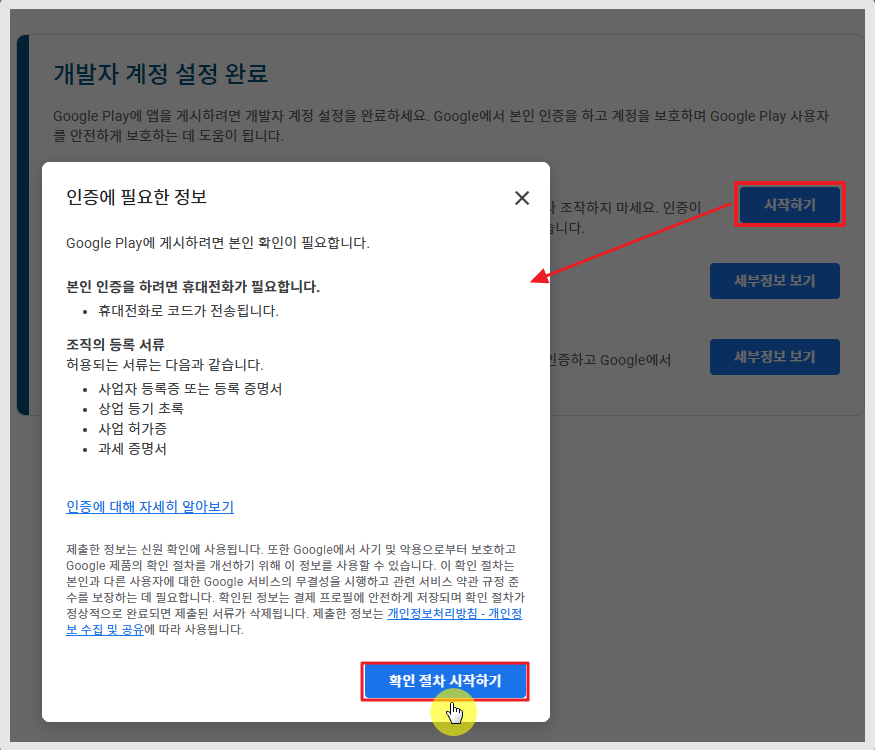 개발자 계정 설정 완료
Google Play에 앱을 게시하려면 개발자 계정 설정을 완료하세요. Google에서 본인 인증을 하고 계정을 보호하며 Google Play 사용자
를 안전하게 보호하는 데 도움이 됩니다.
인증에 필요한 정보
조작하지 마세요. 인증이
시작하기
Google Play에 게시하려면 본인 확인이 필요합니다.
세부정보 보기
본인 인증을 하려면 휴대전화가 필요합니다.
• 휴대전화로 코드가 전송됩니다.
조직의 등록 서류
인증하고 Google에서
세부정보 보기
허용되는 서류는 다음과 같습니다.
• 사업자 등록증 또는 등록 증명서
• 상업 등기 초록
• 사업 허가증
• 과세 증명서
인증에 대해 자세히 알아보기
제출한 정보는 신원 확인에 사용됩니다. 또한 Google에서 사기 및 악용으로부터 보호하고
Google 제품의 확인 절차를 개선하기 위해 이 정보를 사용할 수 있습니다. 이 확인 절차는
본인과 다른 사용자에 대한 Google 서비스의 무결성을 시행하고 관련 서비스 약관 규정 준
수를 보장하는 데 필요합니다. 확인된 정보는 결제 프로필에 안전하게 저장되며 확인 절차가
정상적으로 완료되면 제출된 서류가 삭제됩니다. 제출한 정보는 개인정보처리방침 - 개인정
보 수집 및 공유에 따라 사용됩니다.
확인 절차 시작하기